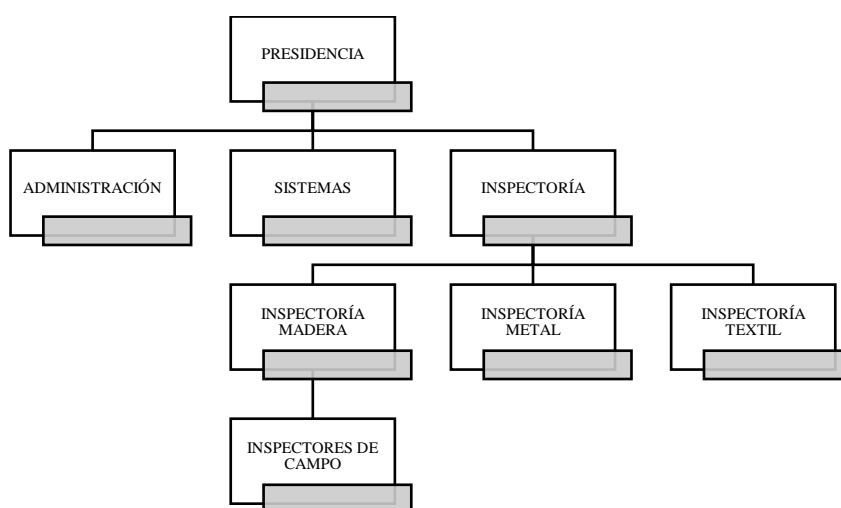 PRESIDENCIA
ADMINISTRACIÓN
SISTEMAS
INSPECTORÍA
INSPECTORÍA
MADERA
INSPECTORÍA
METAL
INSPECTORÍA
TEXTIL
INSPECTORES DE
CAMPO